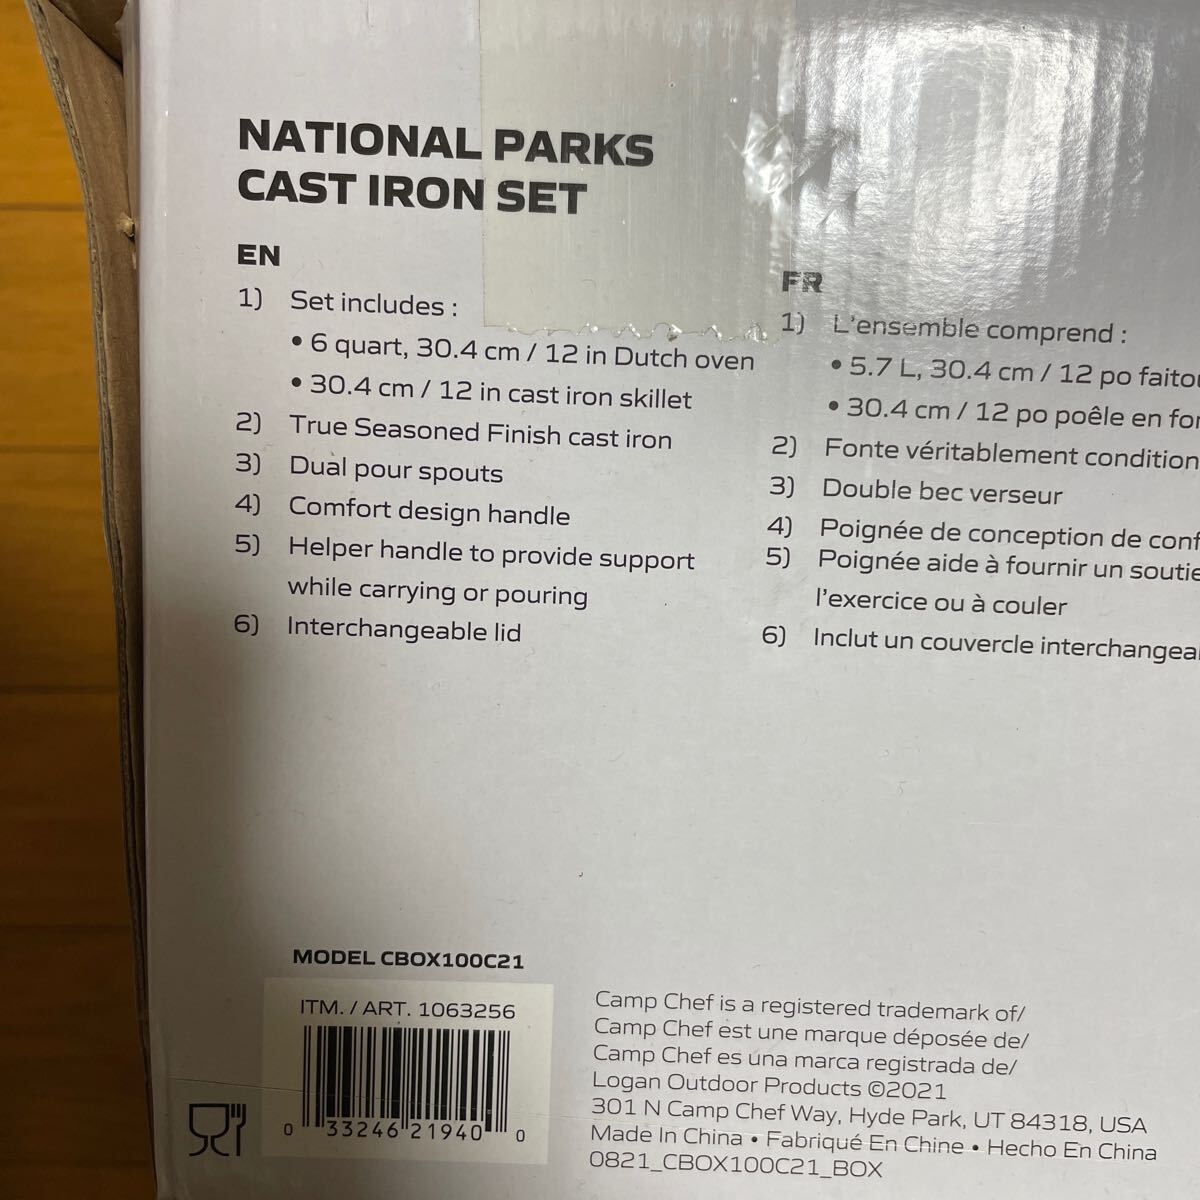 NATIONAL PARKS
CAST IRON SET
EN
1) Set includes :
• 6 quart, 30.4 cm / 12 in Dutch oven
• 30.4 cm / 12 in cast iron skillet
2) True Seasoned Finish cast iron
3) Dual pour spouts
4) Comfort design handle
5) Helper handle to provide support
while carrying or pouring
6) Interchangeable lid
FR
1) L'ensemble comprend :
• 5.7 L, 30.4 cm / 12 po
• 30.4 cm / 12 po poêle en
2) Fonte véritablement
3) Double bec verseur
4) Poignée de conception de
5) Poignée aide à fournir un
l'exercice ou à couler
6) Inclut un couvercle
MODEL CBOX100C21
ITM. / ART. 1063256
0 33246 21940 0
Camp Chef is a registered trademark of/
Camp Chef est une marque déposée de/
Camp Chef es una marca registrada de/
Logan Outdoor Products ©2021
301 N Camp Chef Way, Hyde Park, UT 84318, USA
Made In China • Fabriqué En Chine • Hecho En China
0821_CBOX100C21_BOX